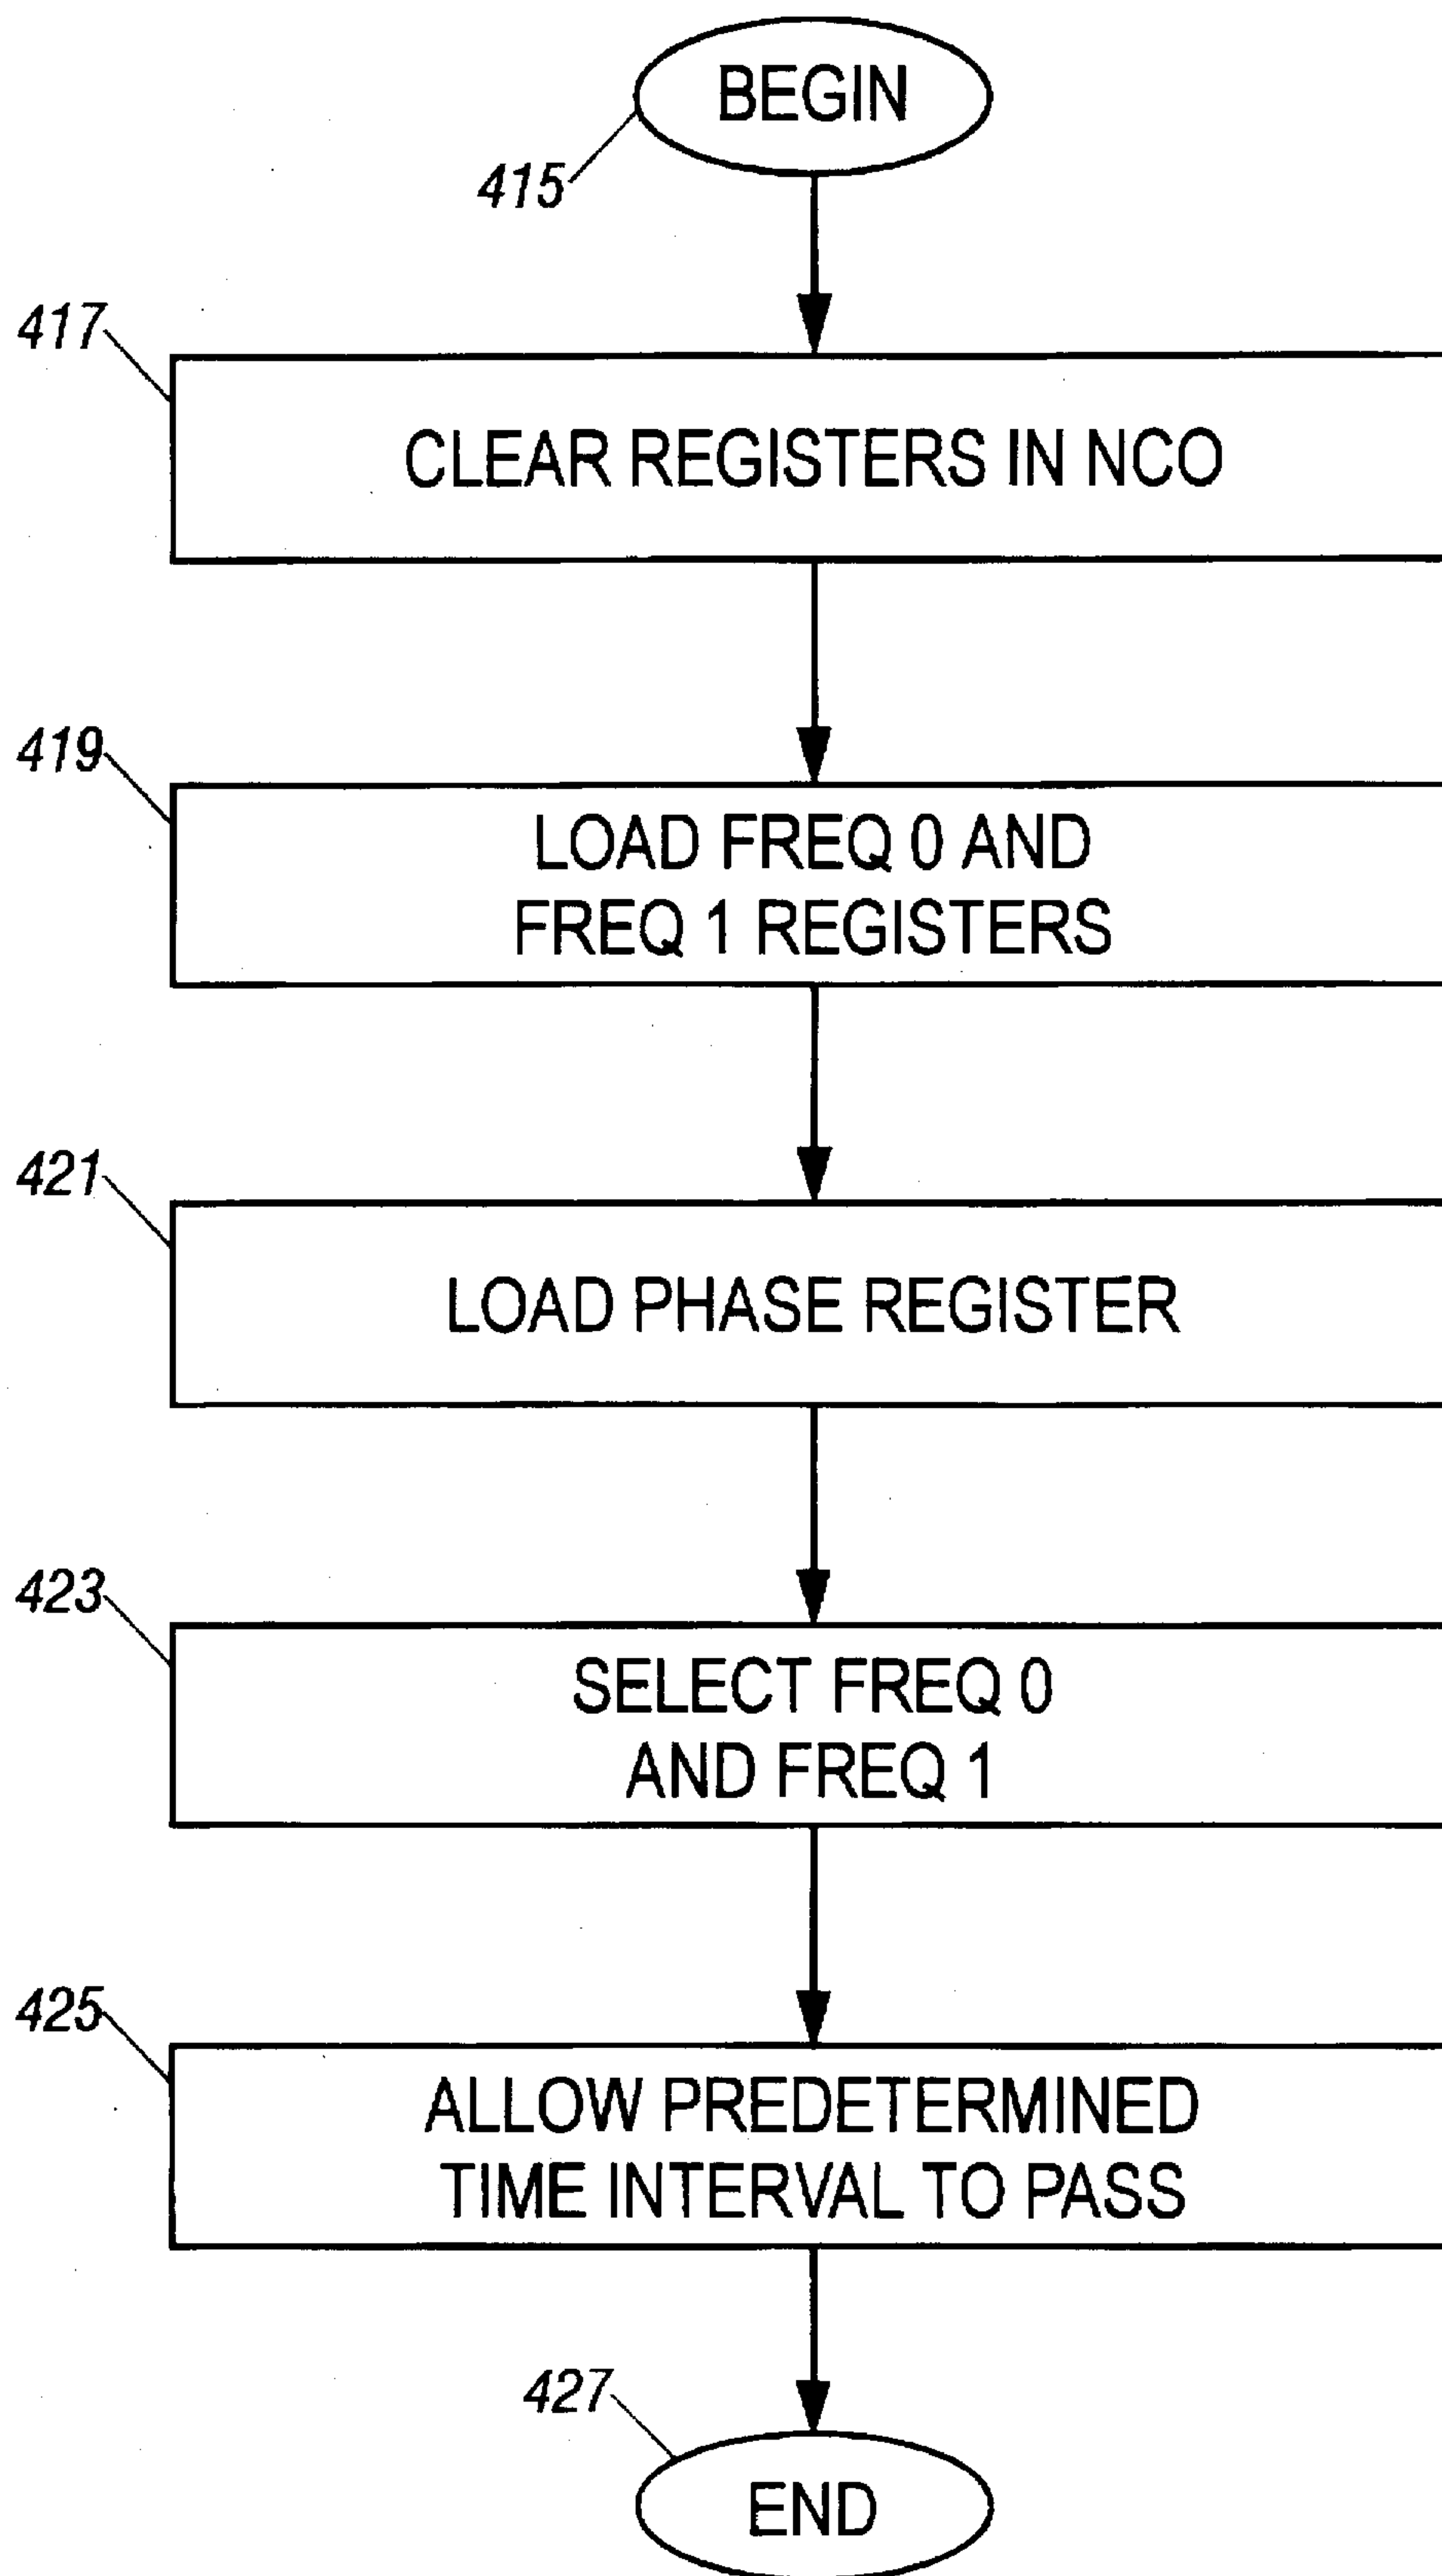 BEGIN
415
417
CLEAR REGISTERS IN NCO
419
LOAD FREQ 0 AND
FREQ 1 REGISTERS
421
LOAD PHASE REGISTER
423
SELECT FREQ 0
AND FREQ 1
425
ALLOW PREDETERMINED
TIME INTERVAL TO PASS
427
END